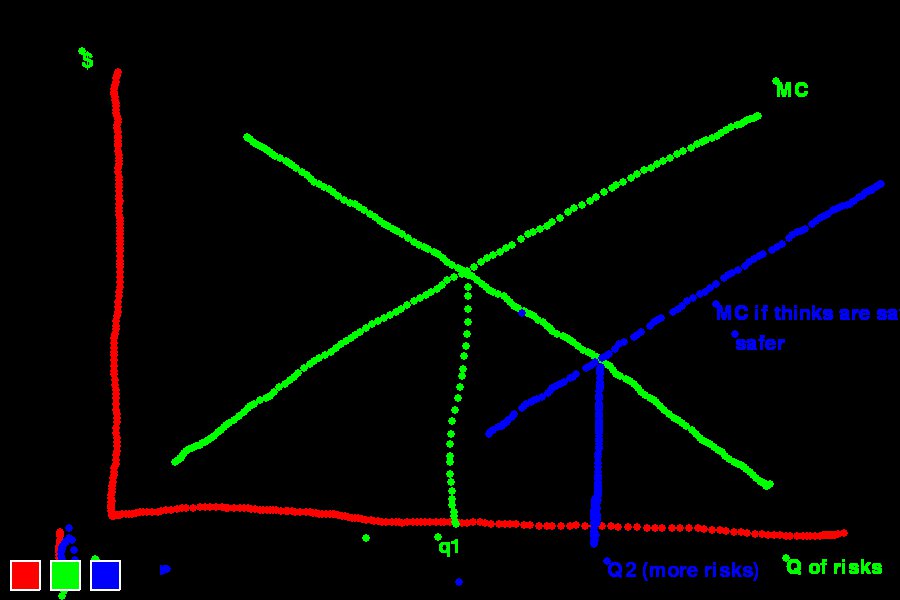 $
MC
MC if thinks are sa
safer
q1
Q2 (more risks)
Q of risks